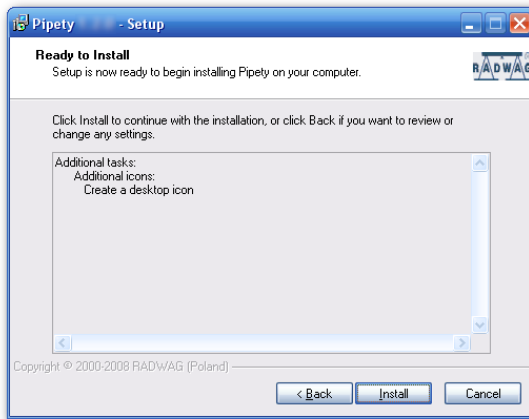 Pipety - Setup
Ready to Install
Setup is now ready to begin installing Pipety on your computer.
RADWAG
Click Install to continue with the installation, or click Back if you want to review or
change any settings.
Additional tasks:
Additional icons:
Create a desktop icon
Copyright © 2000-2008 RADWAG (Poland)
< Back
Install
Cancel